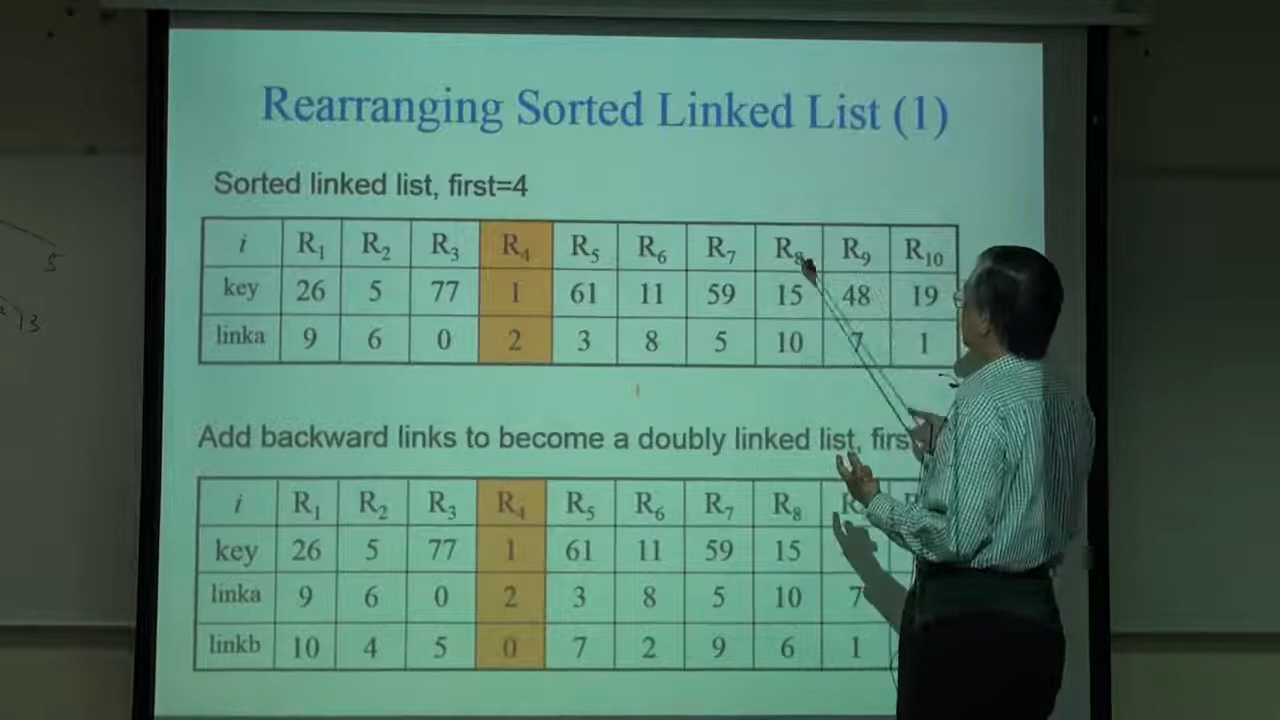 Rearranging Sorted Linked List (1)
Sorted linked list, first=4
i R₁ R₂ R₃ R₄ R₅ R₆ R₇ R₈ R₉ R₁₀
key 26 5 77 1 61 11 59 15 48 19
linka 9 6 0 2 3 8 5 10 7 1
Add backward links to become a doubly linked list, firs
i R₁ R₂ R₃ R₄ R₅ R₆ R₇ R₈ R
key 26 5 77 1 61 11 59 15
linka 9 6 0 2 3 8 5 10 7
linkb 10 4 5 0 7 2 9 6 1
5
13